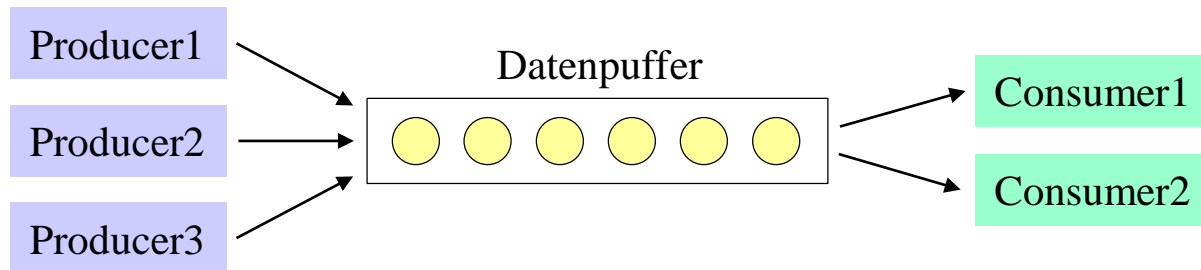 Producer1
Producer2
Producer3
Datenpuffer
Consumer1
Consumer2